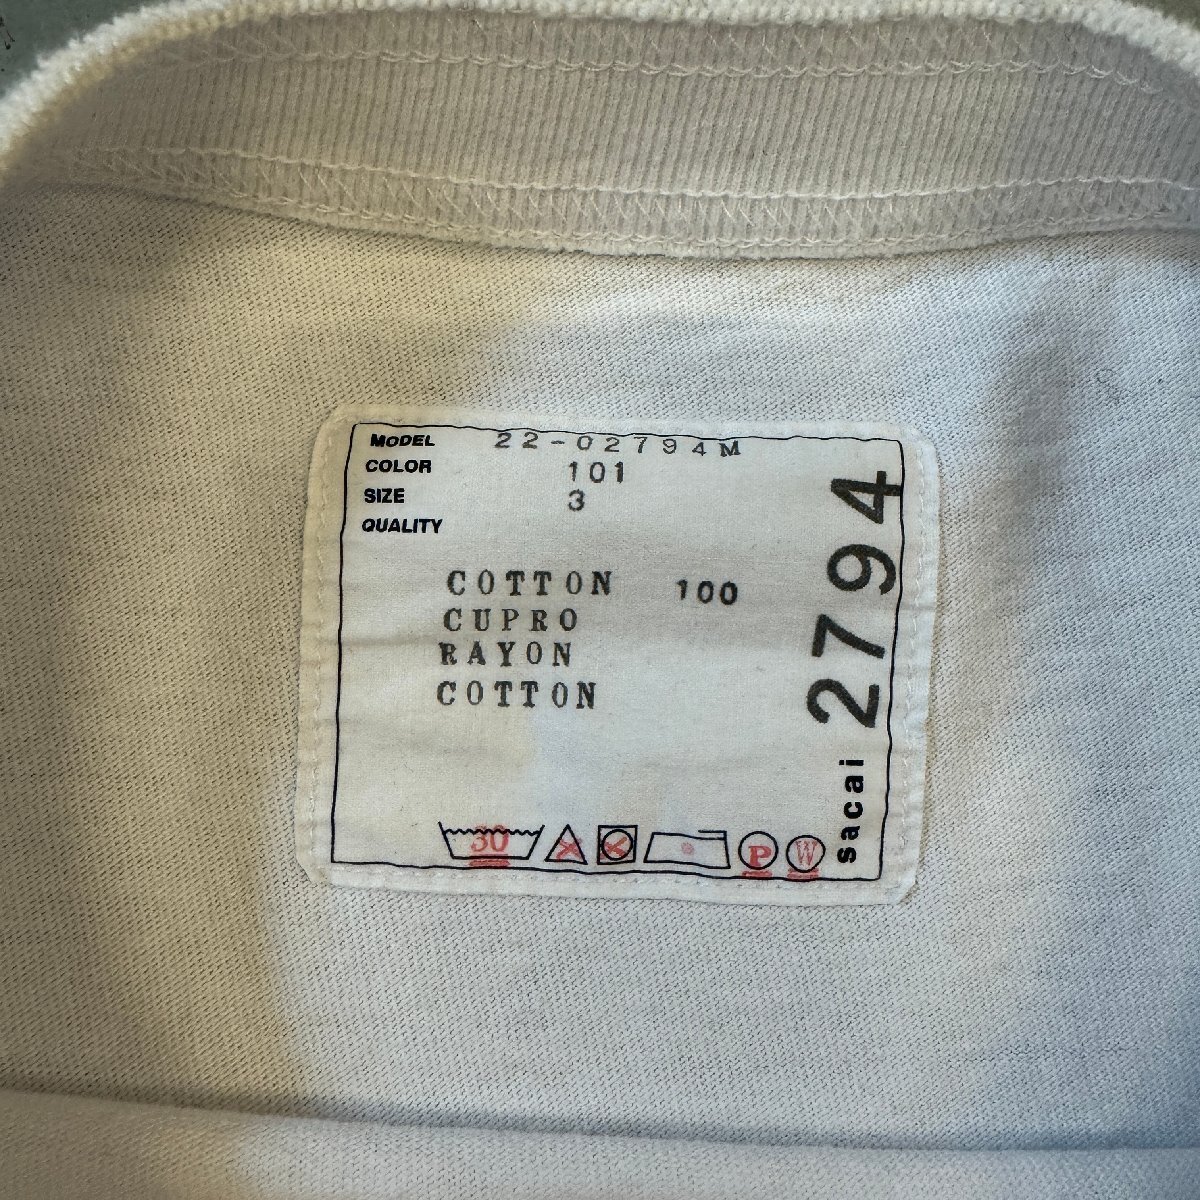 MODEL 22-02794M
COLOR 101
SIZE 3
QUALITY
COTTON 100
CUPRO
RAYON
COTTON
30
P
W
sacai 2794